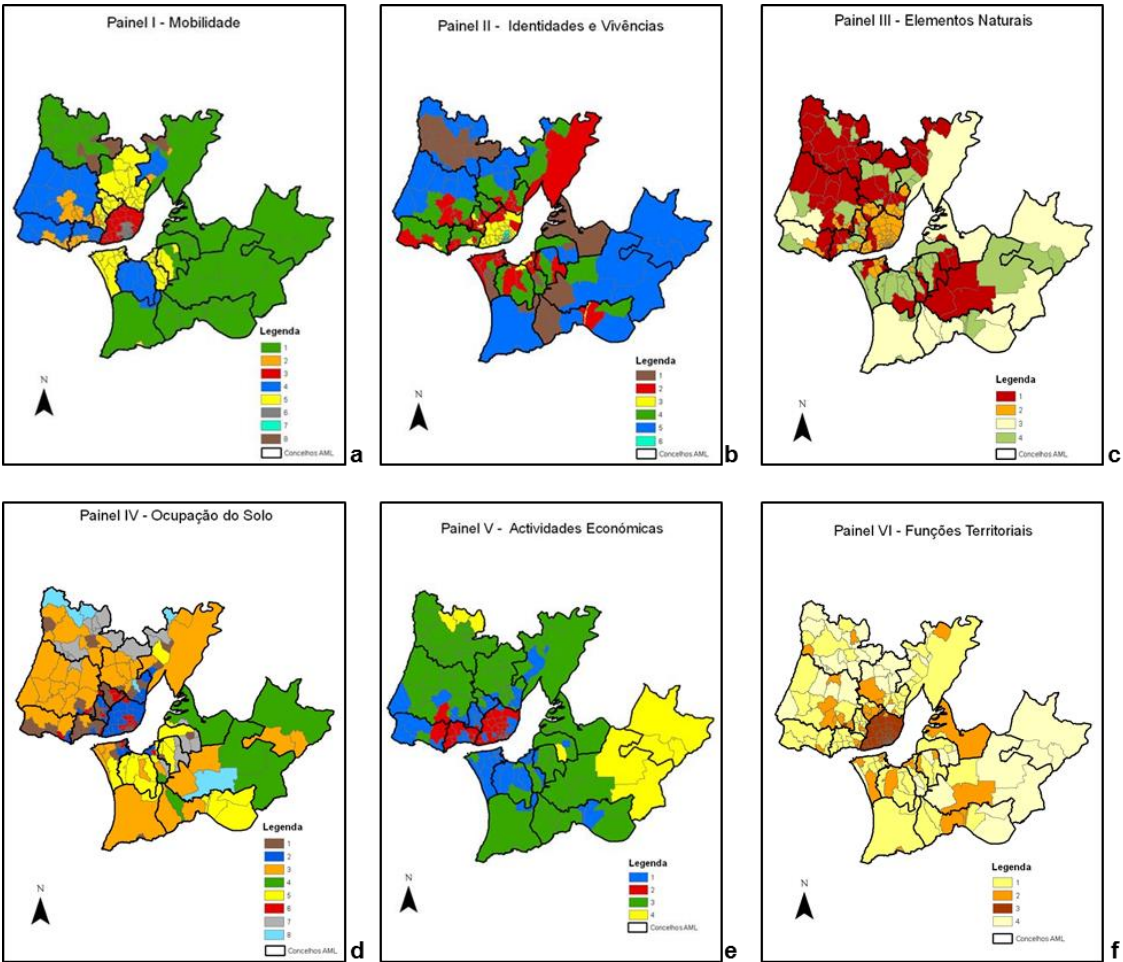 Painel I - Mobilidade
N
Legenda
1
2
3
4
5
6
7
8
Concelhos AML
a
Painel II - Identidades e Vivências
N
Legenda
1
2
3
4
5
6
Concelhos AML
b
Painel III - Elementos Naturais
N
Legenda
1
2
3
4
Concelhos AML
c
Painel IV - Ocupação do Solo
N
Legenda
1
2
3
4
5
6
7
8
Concelhos AML
d
Painel V - Actividades Económicas
N
Legenda
1
2
3
4
Concelhos AML
e
Painel VI - Funções Territoriais
N
Legenda
1
2
3
4
Concelhos AML
f